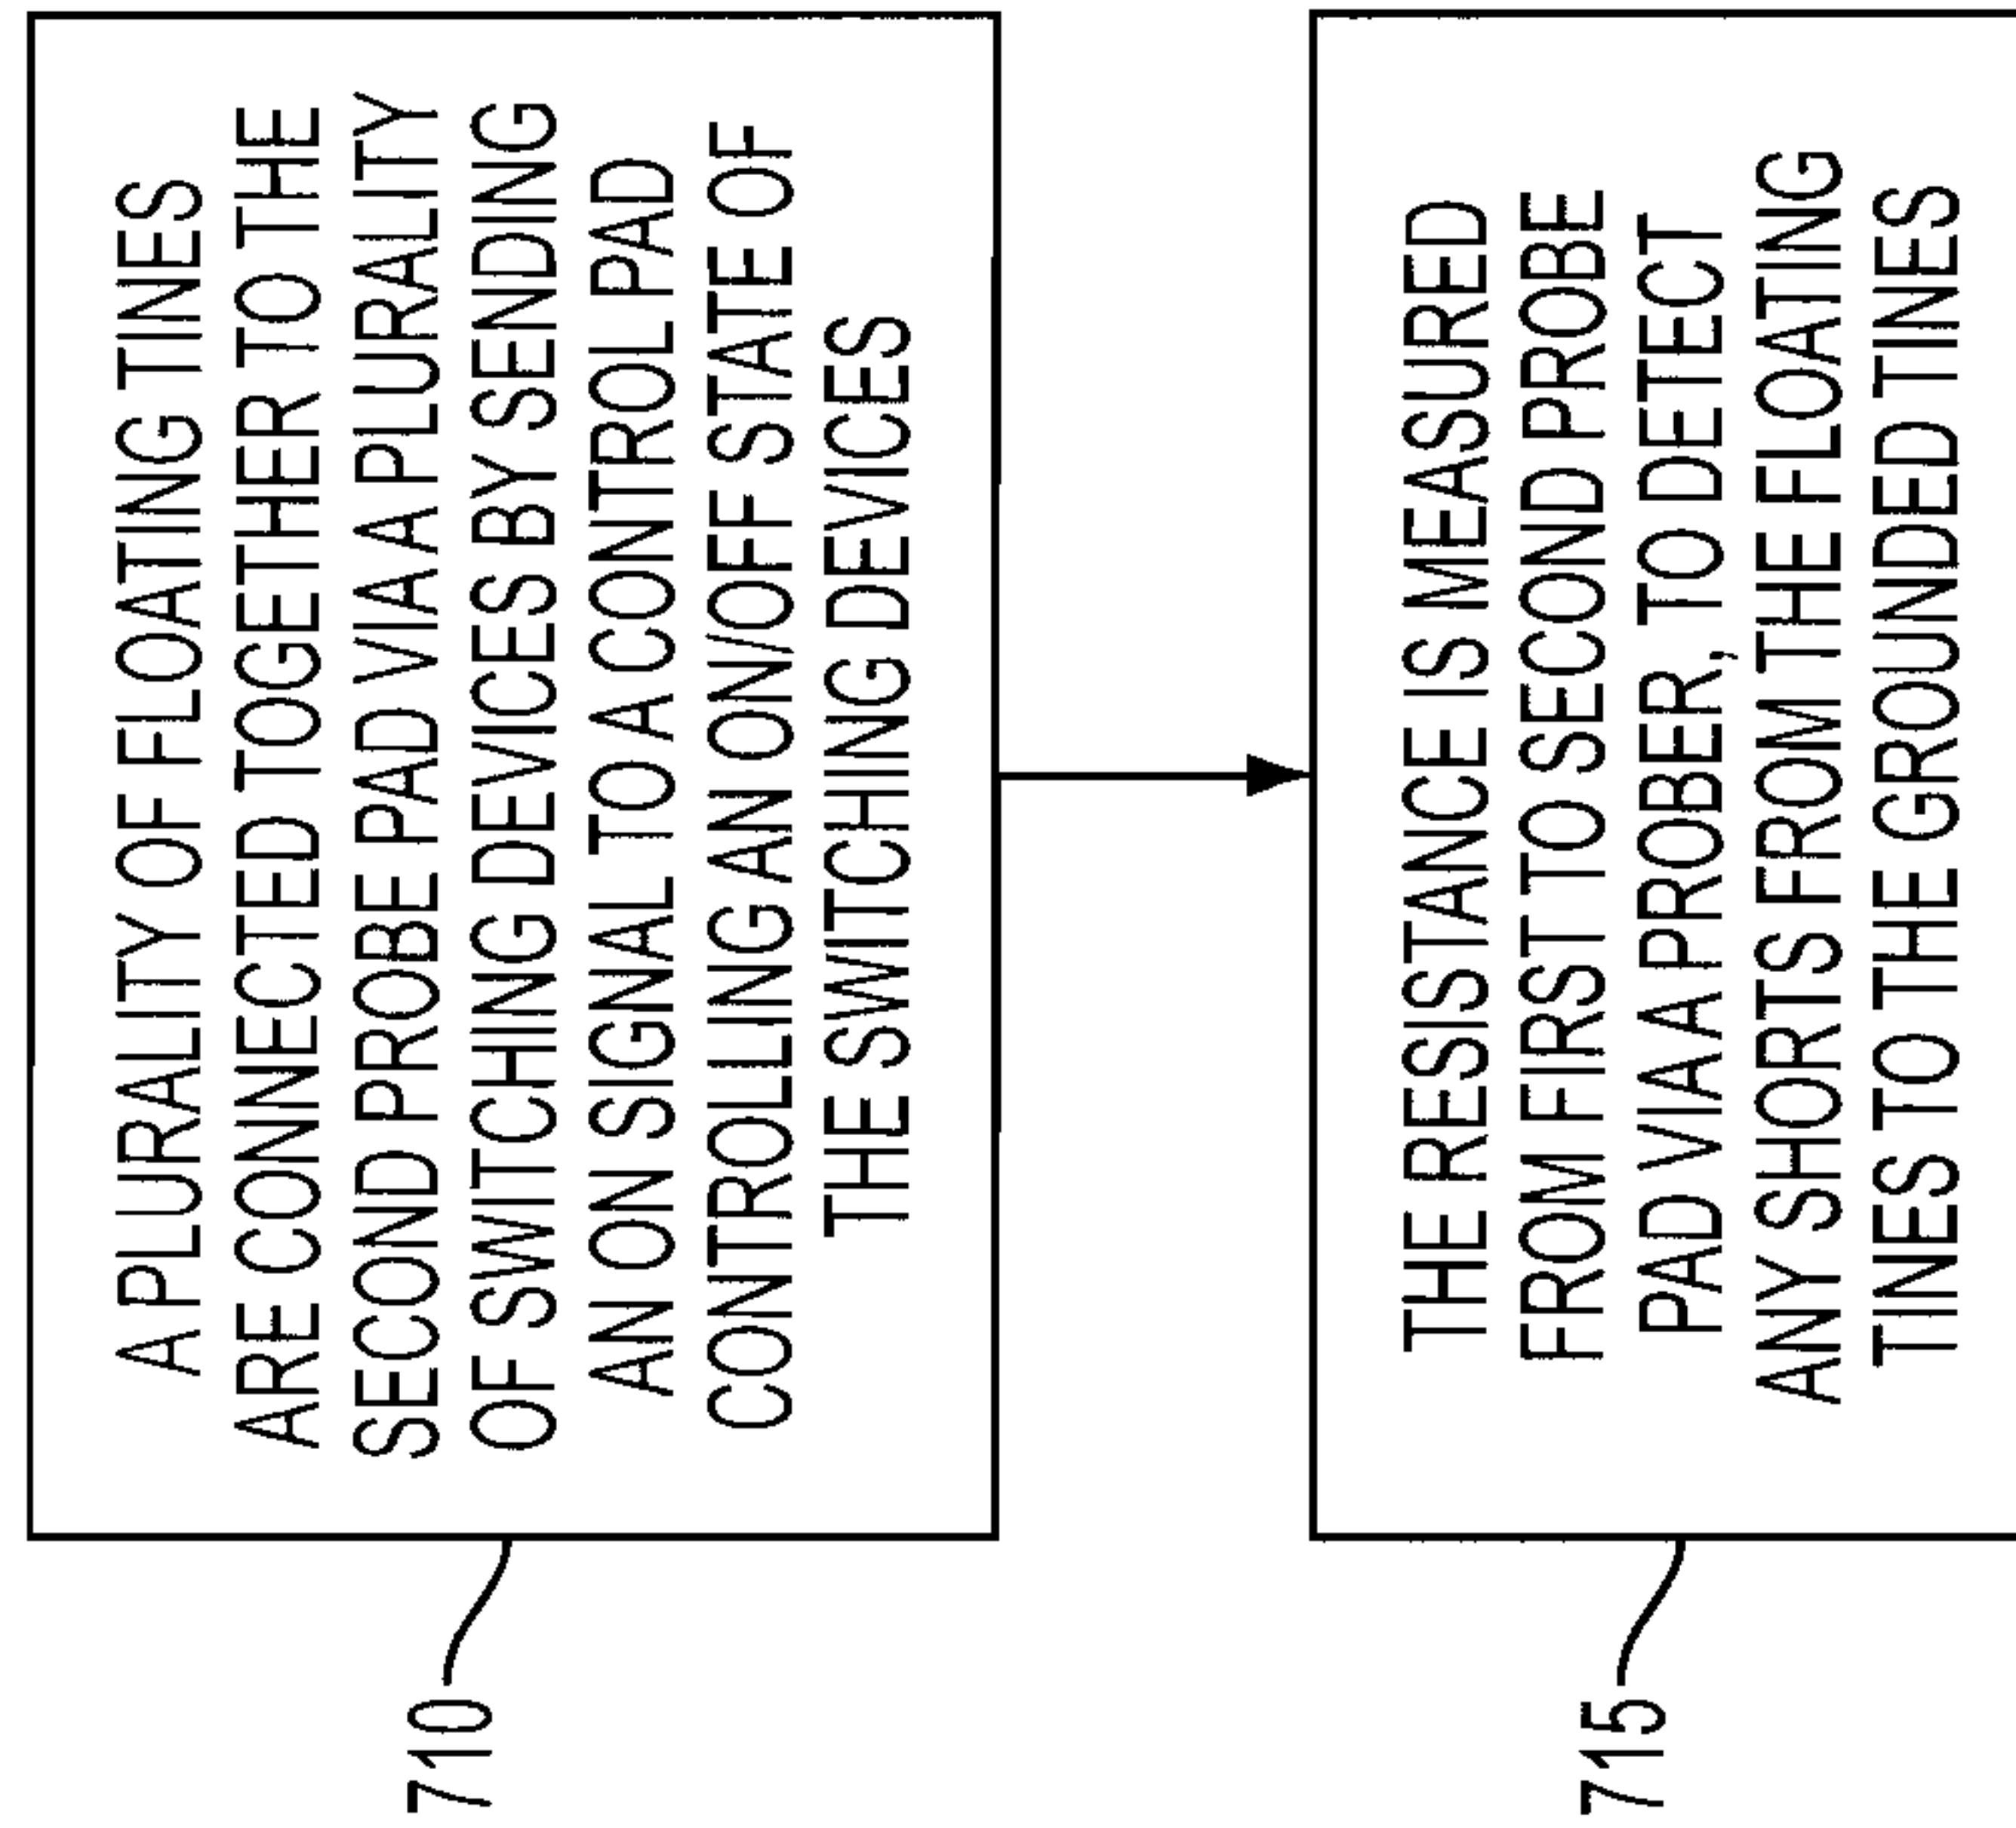 A PLURALITY OF FLOATING TINES
ARE CONNECTED TOGETHER TO THE
SECOND PROBE PAD VIA A PLURALITY
OF SWITCHING DEVICES BY SENDING
AN ON SIGNAL TO A CONTROL PAD
CONTROLLING AN ON/OFF STATE OF
THE SWITCHING DEVICES
710
THE RESISTANCE IS MEASURED
FROM FIRST TO SECOND PROBE
PAD VIA A PROBER, TO DETECT
ANY SHORTS FROM THE FLOATING
TINES TO THE GROUNDED TINES
715